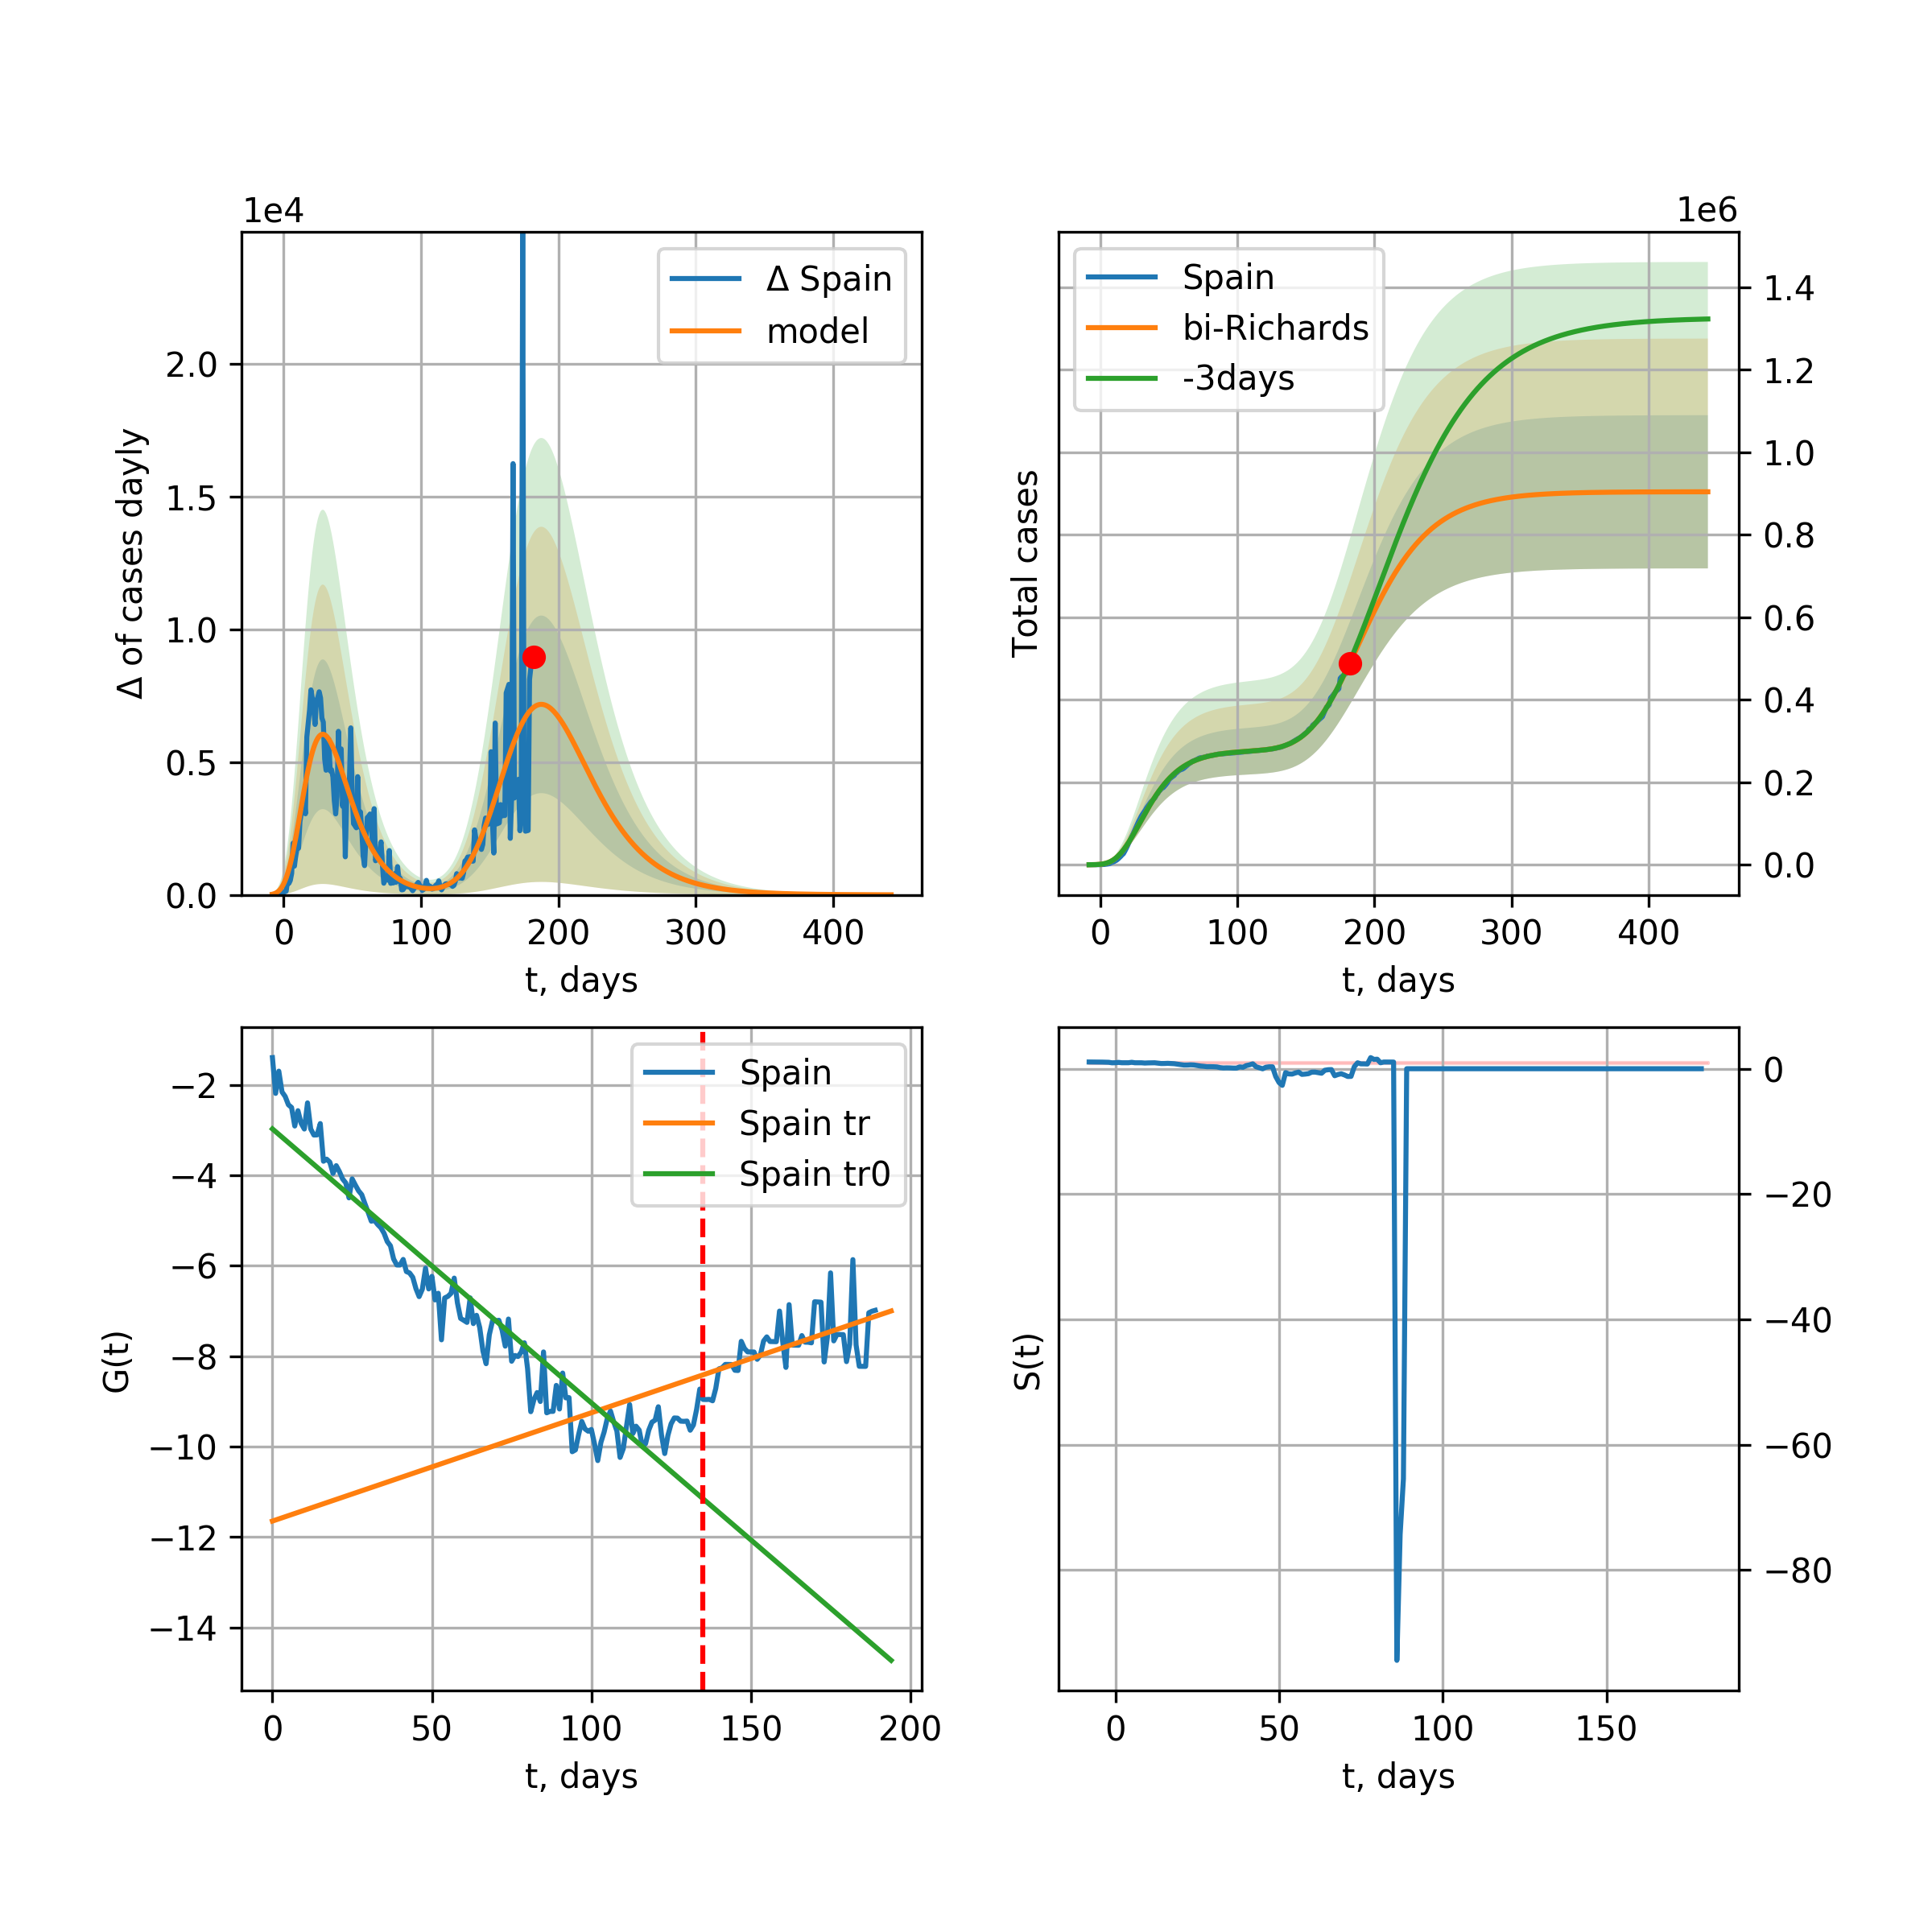 1e4
Δ of cases dayly
2.0
1.5
1.0
0.5
0.0
0 100 200 300 400
t, days
Δ Spain
model
1e6
Total cases
1.4
1.2
1.0
0.8
0.6
0.4
0.2
0.0
0 100 200 300 400
t, days
Spain
bi-Richards
-3days
G(t)
−2
−4
−6
−8
−10
−12
−14
0 50 100 150 200
t, days
Spain
Spain tr
Spain tr0
S(t)
0
−20
−40
−60
−80
0 50 100 150
t, days